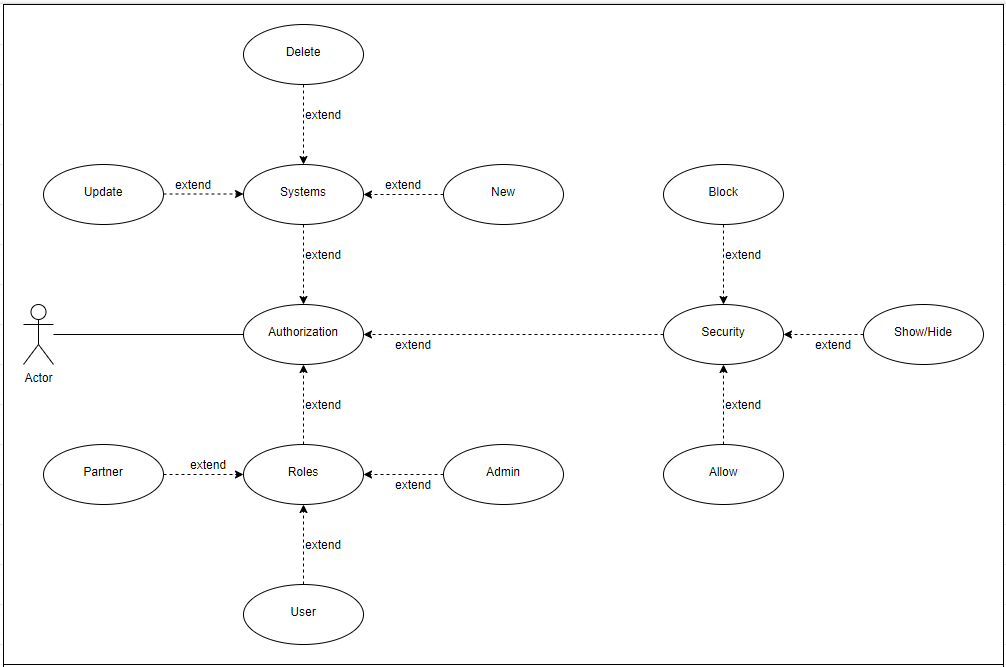 Delete
extend
Update
extend
Systems
extend
New
Block
extend
extend
Actor
Authorization
extend
Security
extend
Show/Hide
extend
extend
Partner
extend
Roles
extend
Admin
Allow
extend
User